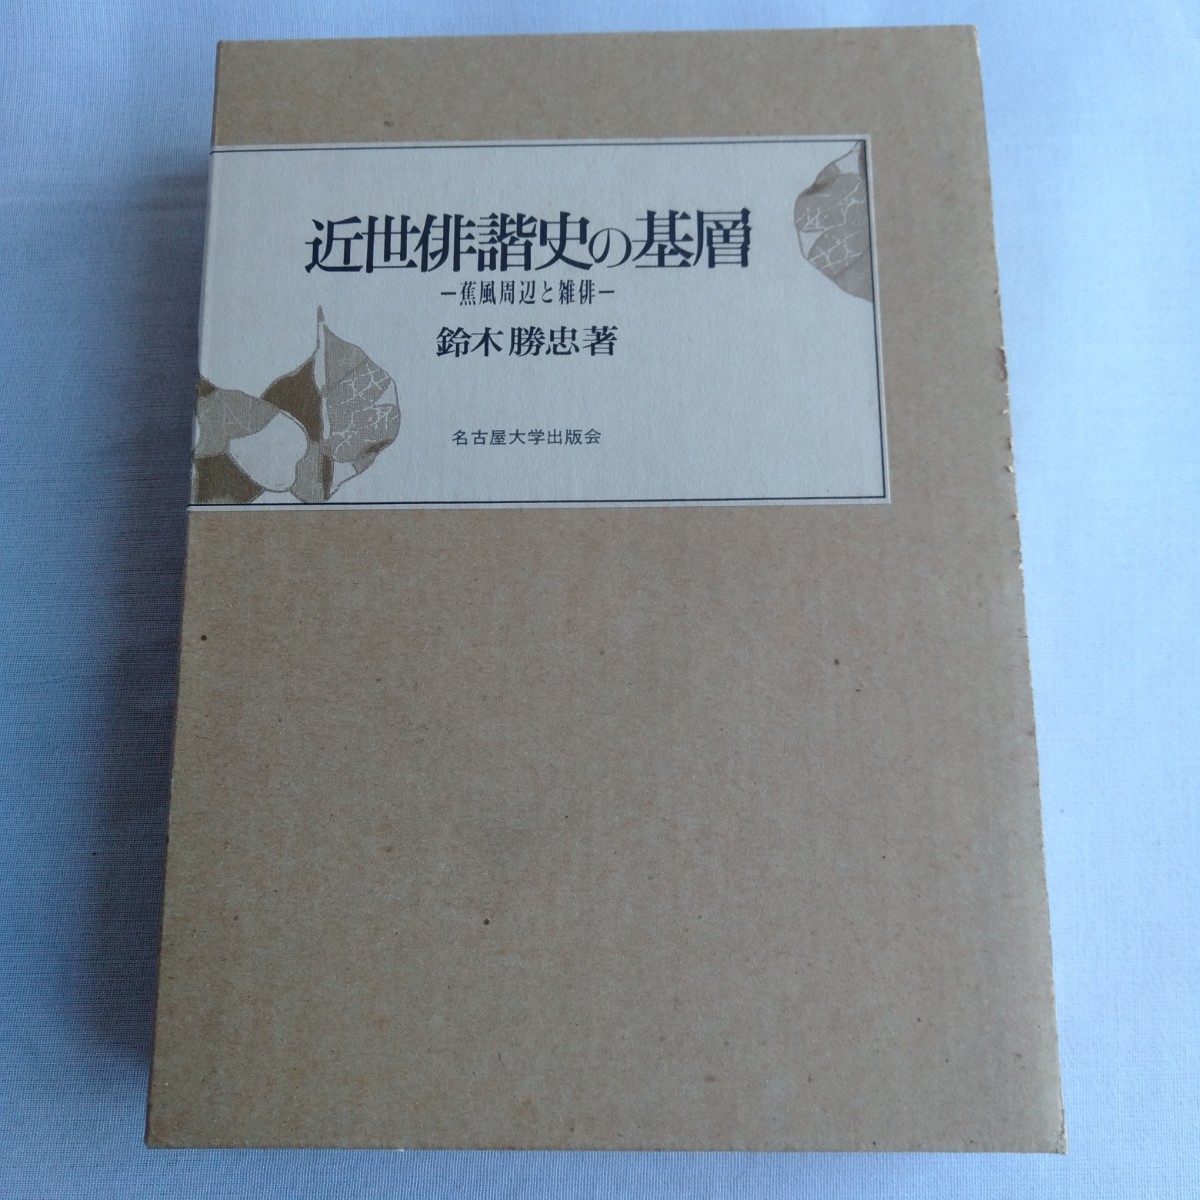 近世俳諧史の基層
―蕉風周辺と雑俳―
鈴木勝忠著
名古屋大学出版会